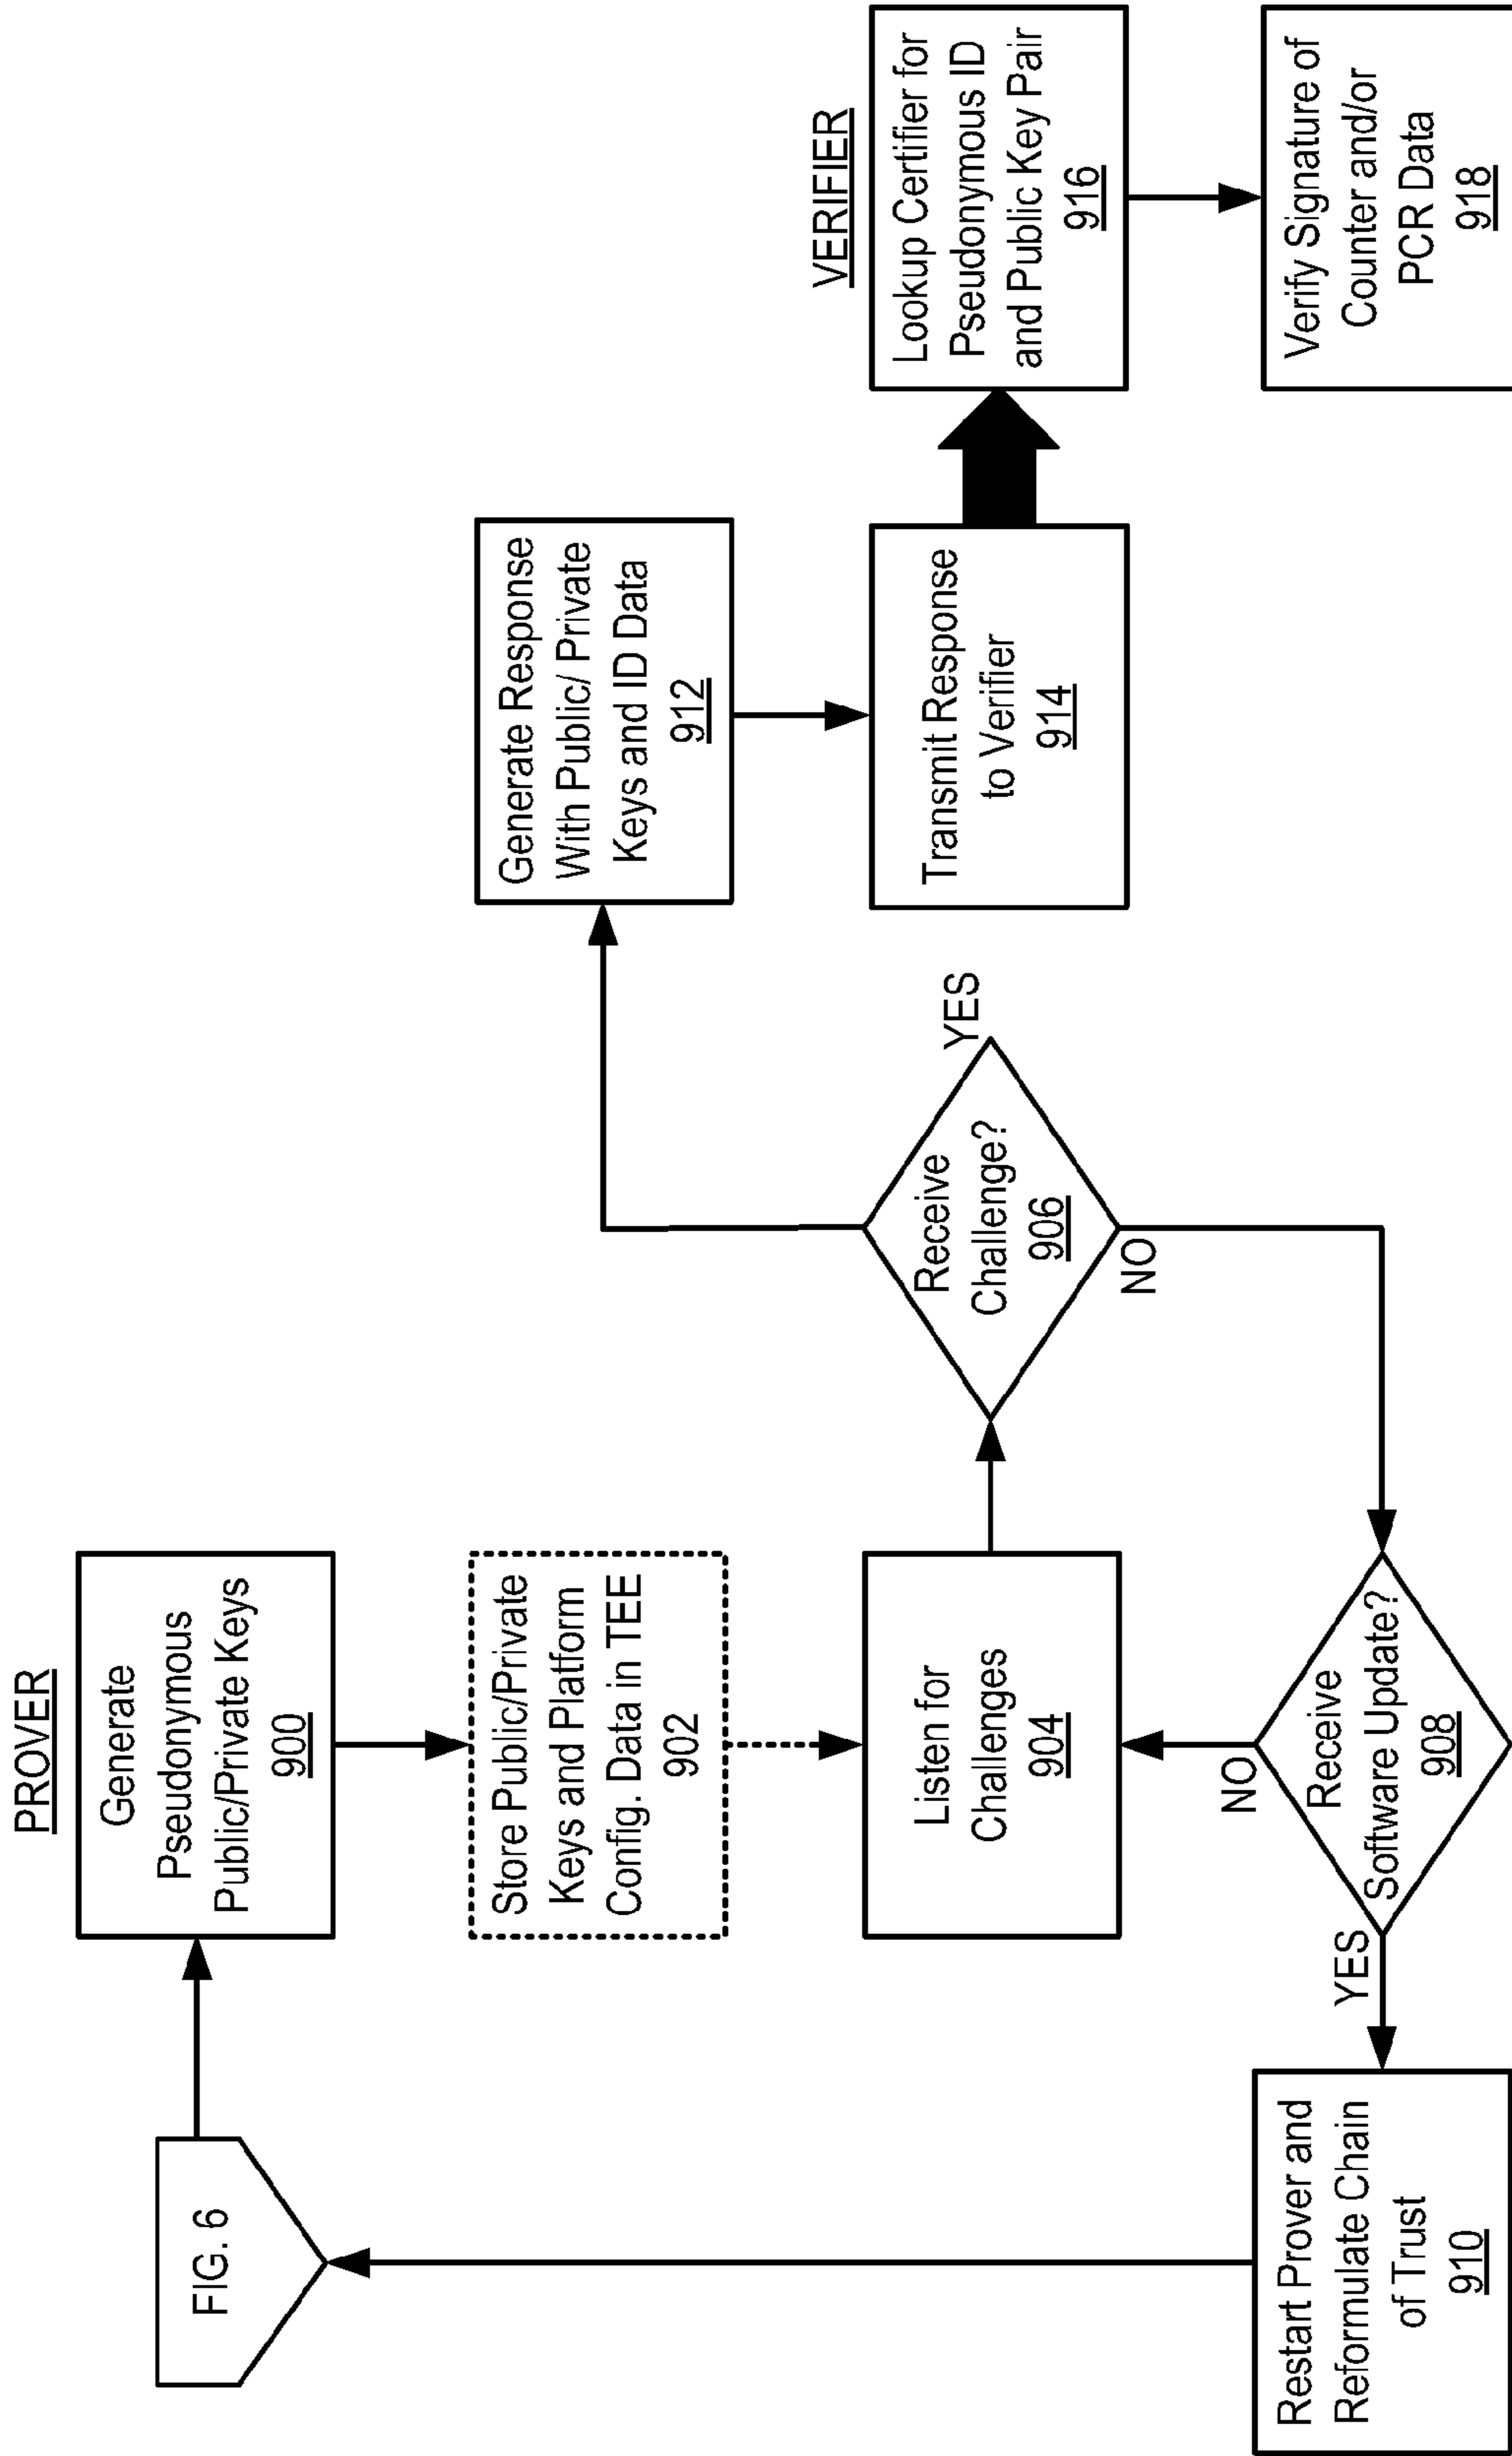 PROVER
FIG. 6
Generate
Pseudonymous
Public/Private Keys
900
Store Public/Private
Keys and Platform
Config. Data in TEE
902
Listen for
Challenges
904
Receive
Challenge?
906
YES
NO
Receive
Software Update?
908
NO
YES
Restart Prover and
Reformulate Chain
of Trust
910
Generate Response
With Public/ Private
Keys and ID Data
912
Transmit Response
to Verifier
914
VERIFIER
Lookup Certifier for
Pseudonymous ID
and Public Key Pair
916
Verify Signature of
Counter and/or
PCR Data
918